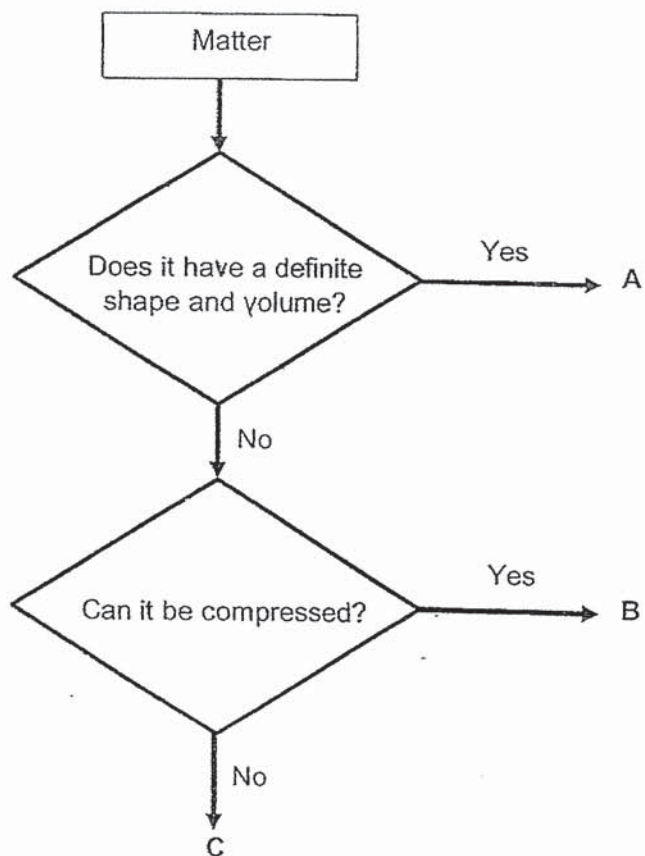 Matter
Does it have a definite
shape and volume?
Yes
A
No
Can it be compressed?
Yes
B
No
C